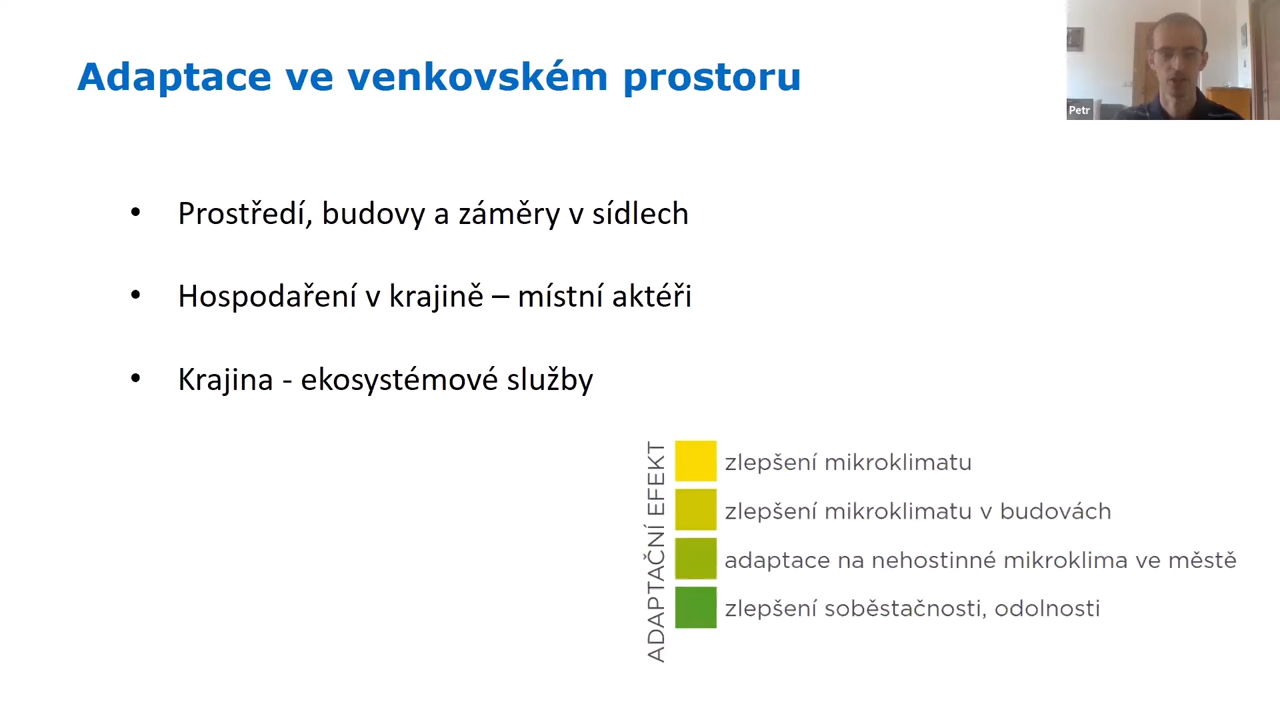 Adaptace ve venkovském prostoru
Petr
• Prostředí, budovy a záměry v sídlech
• Hospodaření v krajině – místní aktéři
• Krajina - ekosystémové služby
ADAPTAČNÍ EFEKT
zlepšení mikroklimatu
zlepšení mikroklimatu v budovách
adaptace na nehostinné mikroklima ve městě
zlepšení soběstačnosti, odolnosti